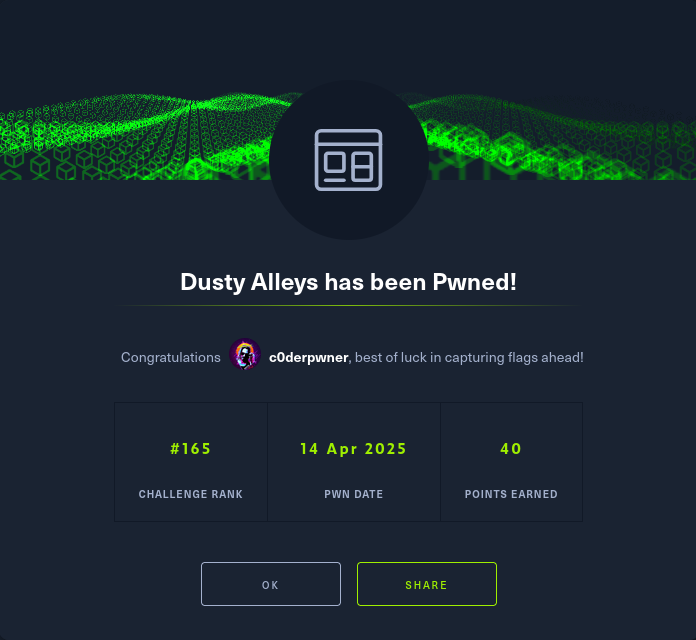 Dusty Alleys has been Pwned!
Congratulations c0derpwner, best of luck in capturing flags ahead!
#165 14 Apr 2025 40
CHALLENGE RANK PWN DATE POINTS EARNED
OK SHARE